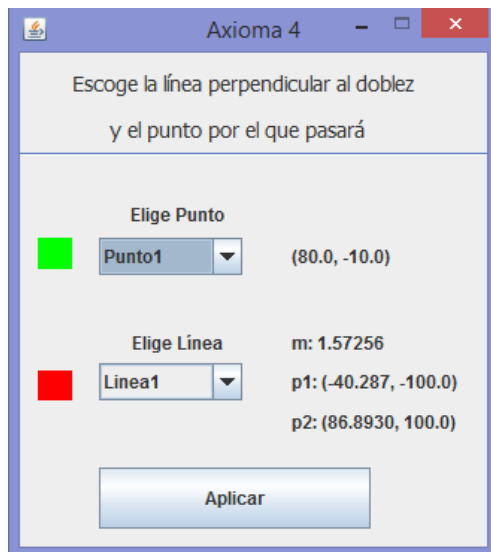 Axioma 4
Escoge la línea perpendicular al doblez
y el punto por el que pasará
Elige Punto
Punto1
(80.0, -10.0)
Elige Línea
m: 1.57256
Linea1
p1: (-40.287, -100.0)
p2: (86.8930, 100.0)
Aplicar